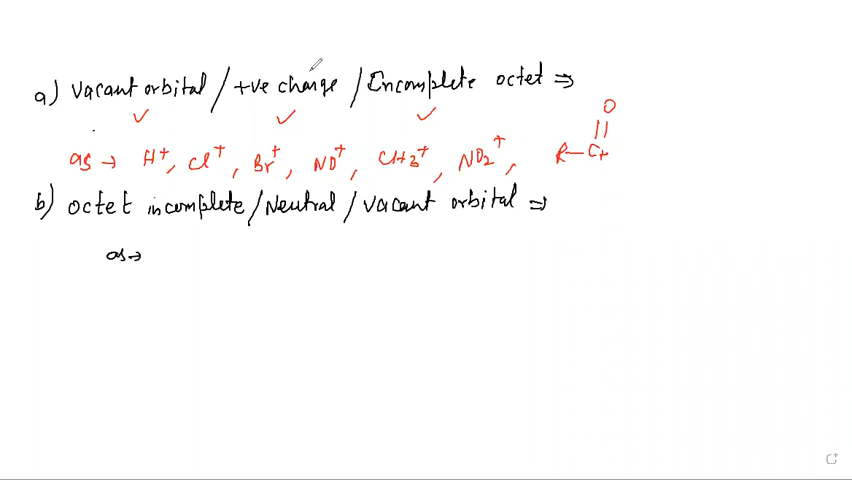 a) Vacant orbital / +ve charge / Incomplete octet ⇒
as → H⁺, Cl⁺, Br⁺, NO⁺, CH3⁺, NO2⁺, R–C+=O
b) octet incomplete / Neutral / Vacant orbital ⇒
as →